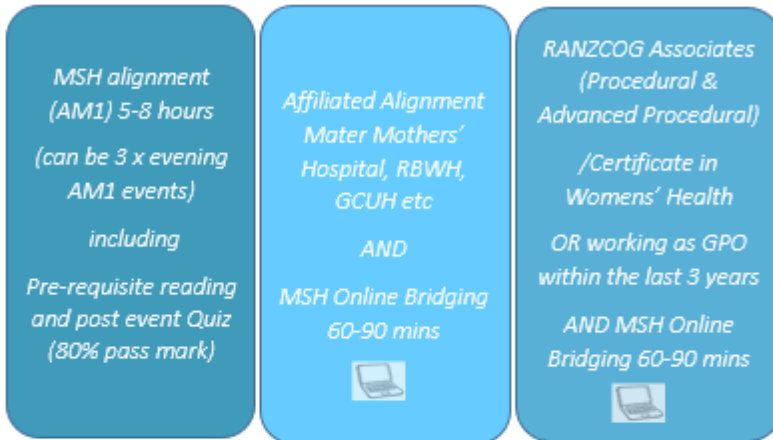 MSH alignment
(AM1) 5-8 hours
(can be 3 x evening
AM1 events)
including
Pre-requisite reading
and post event Quiz
(80% pass mark)
Affiliated Alignment
Mater Mothers'
Hospital, RBWH,
GCUH etc
AND
MSH Online Bridging
60-90 mins
RANZCOG Associates
(Procedural &
Advanced Procedural)
/Certificate in
Womens' Health
OR working as GPO
within the last 3 years
AND MSH Online
Bridging 60-90 mins